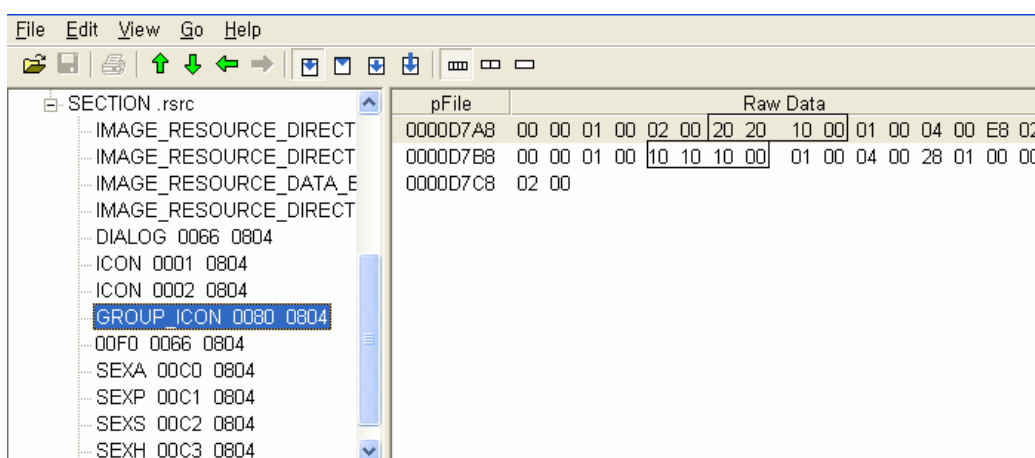 File Edit View Go Help
SECTION .rsrc
IMAGE_RESOURCE_DIRECT
IMAGE_RESOURCE_DIRECT
IMAGE_RESOURCE_DATA_E
IMAGE_RESOURCE_DIRECT
DIALOG 0066 0804
ICON 0001 0804
ICON 0002 0804
GROUP_ICON 0080 0804
00F0 0066 0804
SEXA 00C0 0804
SEXP 00C1 0804
SEXS 00C2 0804
SEXH 00C3 0804
pFile Raw Data
0000D7A8 00 00 01 00 02 00 20 20 10 00 01 00 04 00 E8 02
0000D7B8 00 00 01 00 10 10 10 00 01 00 04 00 28 01 00 00
0000D7C8 02 00